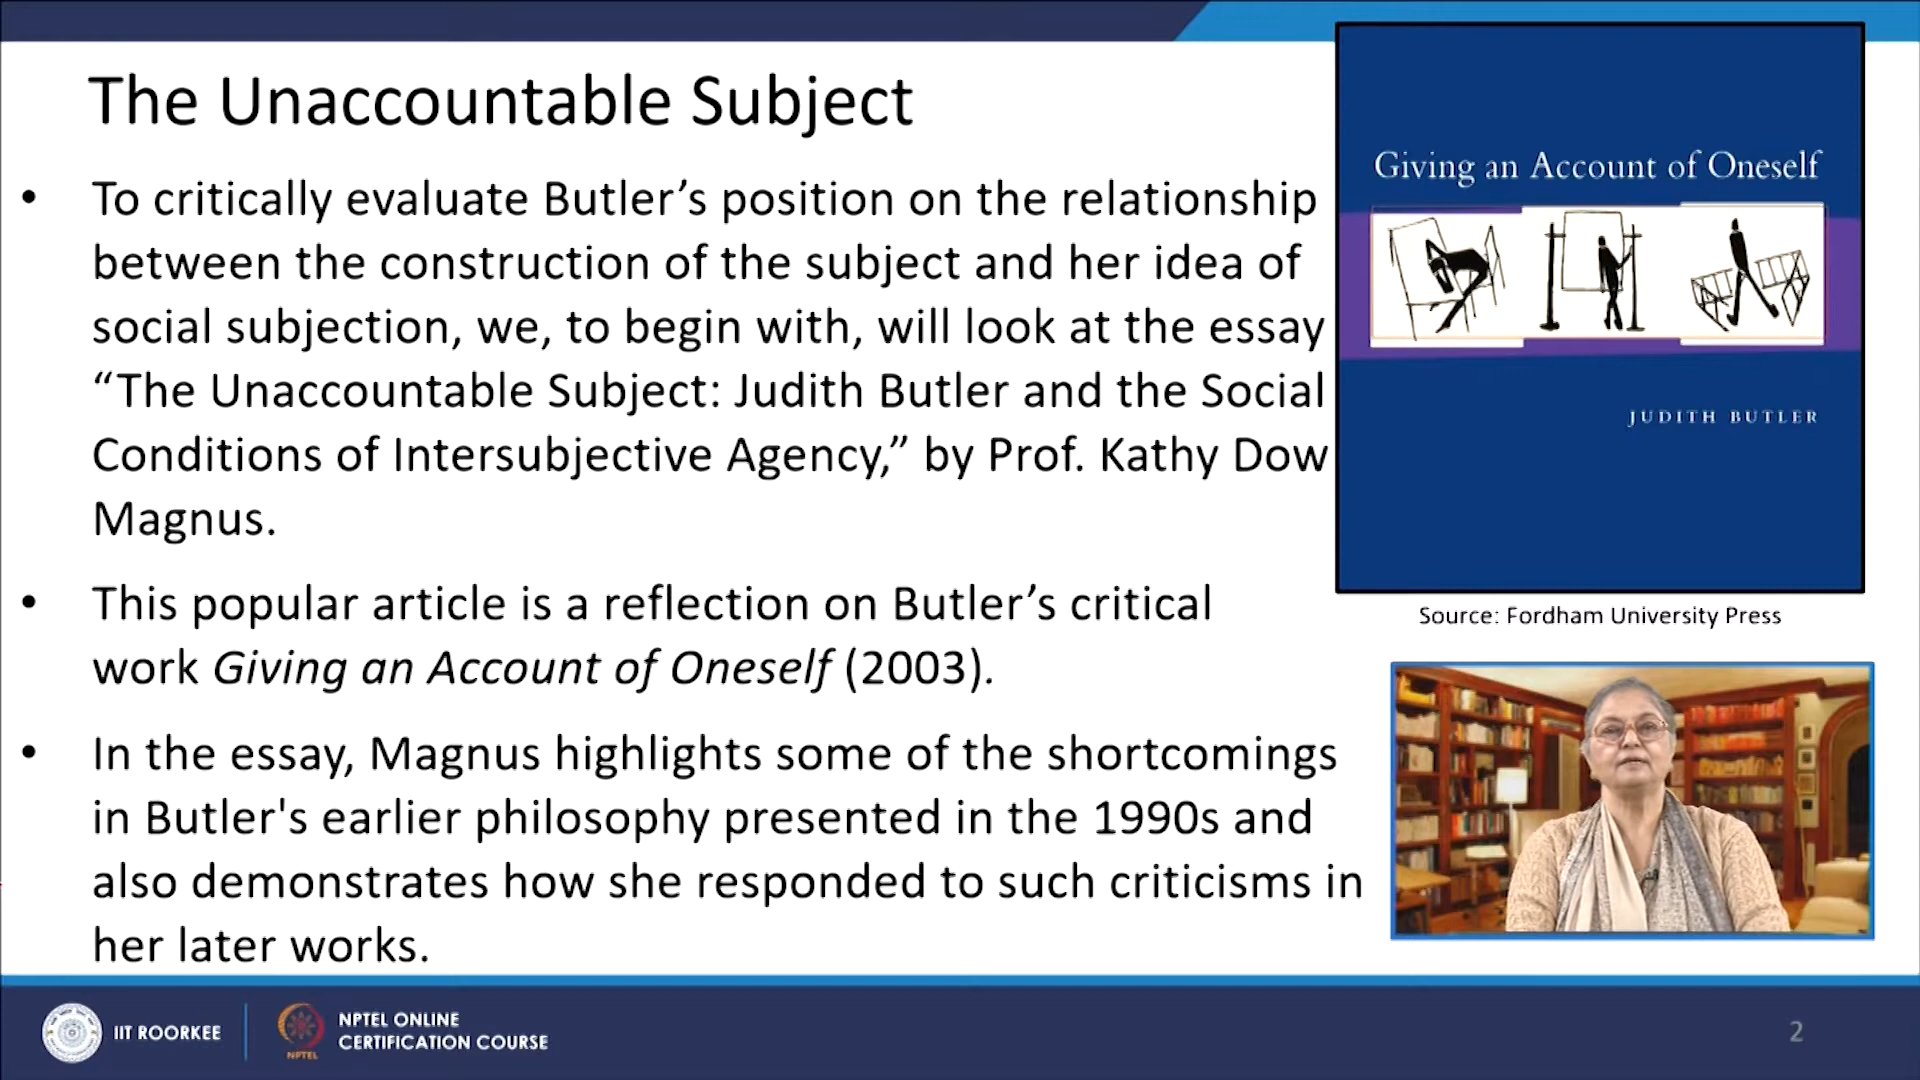 The Unaccountable Subject
• To critically evaluate Butler’s position on the relationship
between the construction of the subject and her idea of
social subjection, we, to begin with, will look at the essay
“The Unaccountable Subject: Judith Butler and the Social
Conditions of Intersubjective Agency,” by Prof. Kathy Dow
Magnus.
• This popular article is a reflection on Butler’s critical
work Giving an Account of Oneself (2003).
• In the essay, Magnus highlights some of the shortcomings
in Butler's earlier philosophy presented in the 1990s and
also demonstrates how she responded to such criticisms in
her later works.
Giving an Account of Oneself
JUDITH BUTLER
Source: Fordham University Press
IIT ROORKEE
NPTEL
NPTEL ONLINE
CERTIFICATION COURSE
2